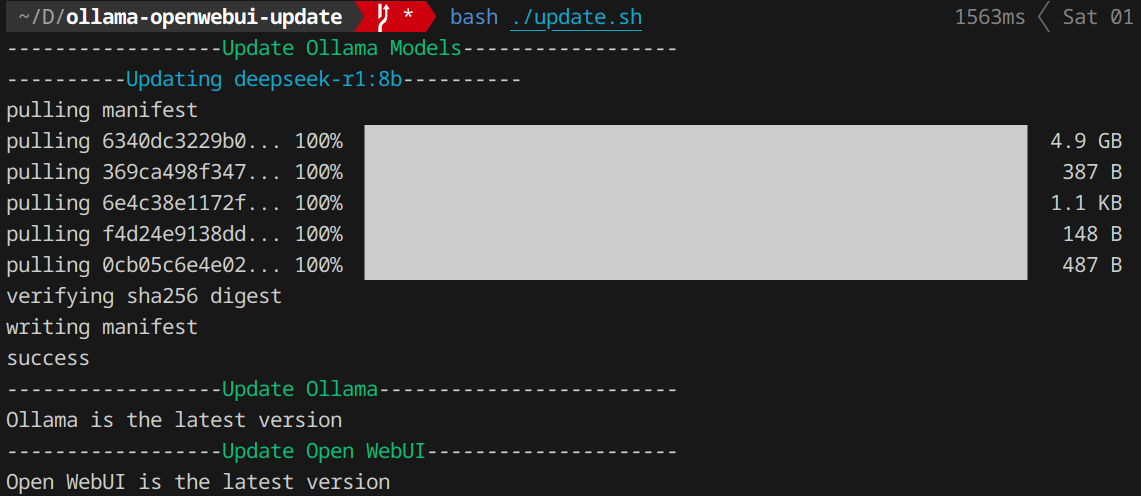 ~/D/ollama-openwebui-update * bash ./update.sh 1563ms Sat 01
------------------Update Ollama Models------------------
----------Updating deepseek-r1:8b----------
pulling manifest
pulling 6340dc3229b0... 100% 4.9 GB
pulling 369ca498f347... 100% 387 B
pulling 6e4c38e1172f... 100% 1.1 KB
pulling f4d24e9138dd... 100% 148 B
pulling 0cb05c6e4e02... 100% 487 B
verifying sha256 digest
writing manifest
success
------------------Update Ollama-------------------------
Ollama is the latest version
------------------Update Open WebUI---------------------
Open WebUI is the latest version